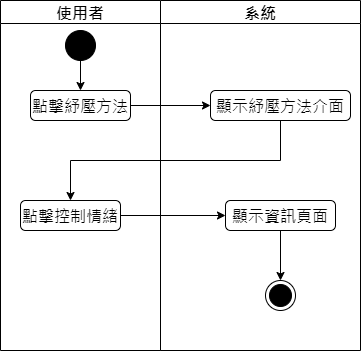 使用者
系統
點擊紓壓方法
顯示紓壓方法介面
點擊控制情緒
顯示資訊頁面